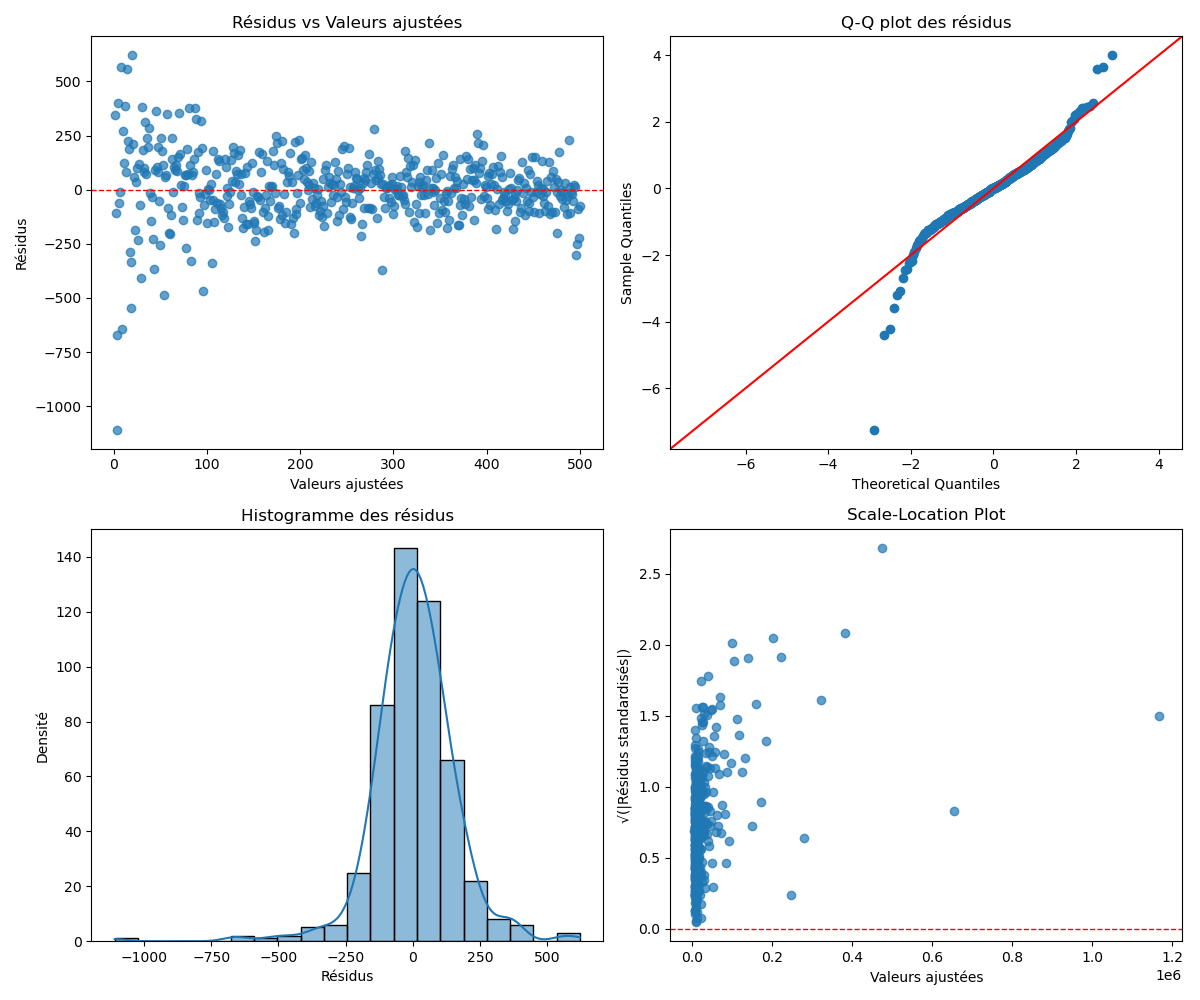 Résidus vs Valeurs ajustées
Résidus
500
250
0
−250
−500
−750
−1000
0 100 200 300 400 500
Valeurs ajustées
Q-Q plot des résidus
Sample Quantiles
4
2
0
−2
−4
−6
−6 −4 −2 0 2 4
Theoretical Quantiles
Histogramme des résidus
Densité
140
120
100
80
60
40
20
0
−1000 −750 −500 −250 0 250 500
Résidus
Scale-Location Plot
√(|Résidus standardisés|)
2.5
2.0
1.5
1.0
0.5
0.0
0.0 0.2 0.4 0.6 0.8 1.0 1.2
1e6
Valeurs ajustées